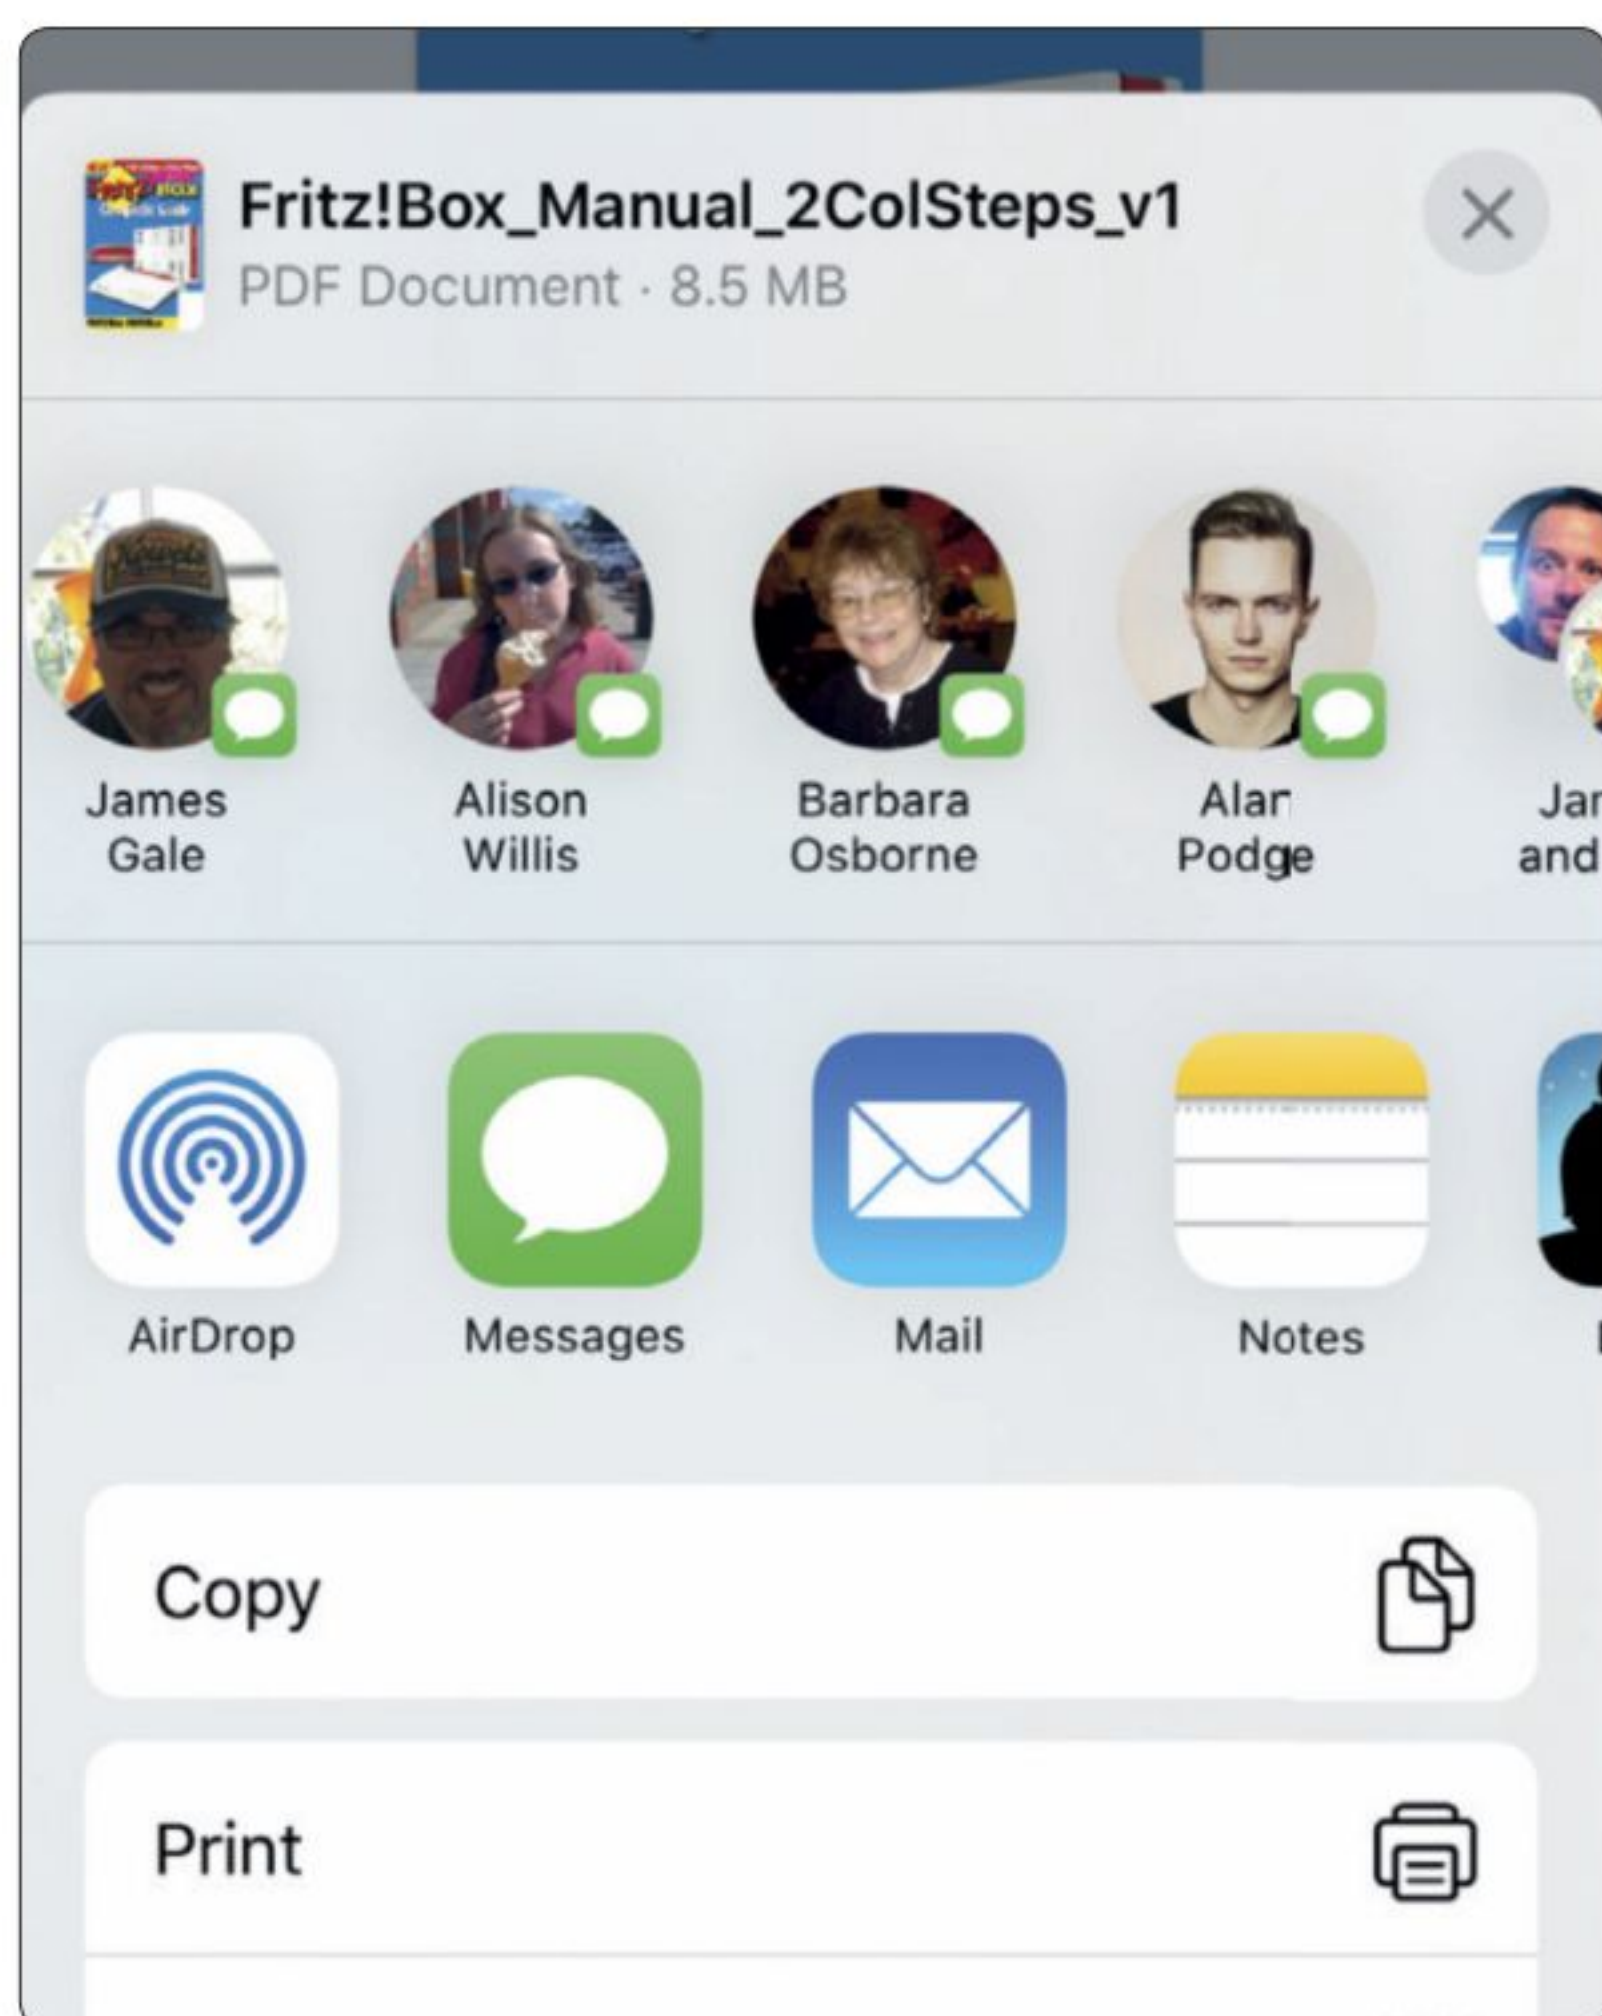 Fritz!Box_Manual_2ColSteps_v1
PDF Document · 8.5 MB
James
Gale
Alison
Willis
Barbara
Osborne
Alan
Podge
Jar
and
AirDrop
Messages
Mail
Notes
Copy
Print